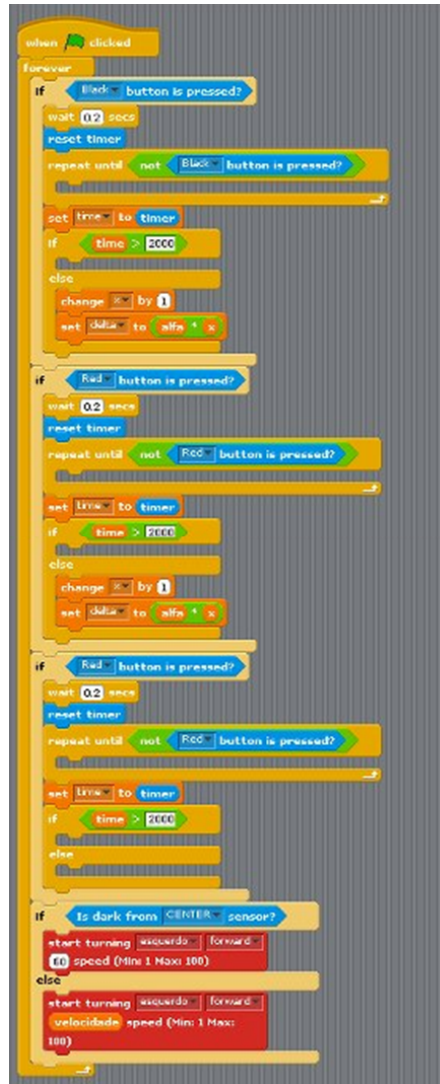 when clicked
forever
if Black button is pressed?
wait 0.2 secs
reset timer
repeat until not Black button is pressed?
set time to timer
if time > 2000
else
change x by 1
set delta to alfa * x
if Red button is pressed?
wait 0.2 secs
reset timer
repeat until not Red button is pressed?
set time to timer
if time > 2000
else
change x by 1
set delta to alfa * x
if Red button is pressed?
wait 0.2 secs
reset timer
repeat until not Red button is pressed?
set time to timer
if time > 2000
else
if Is dark from CENTER sensor?
start turning esquerdo forward
60 speed (Min: 1 Max: 100)
else
start turning esquerdo forward
velocidade speed (Min: 1 Max:
100)